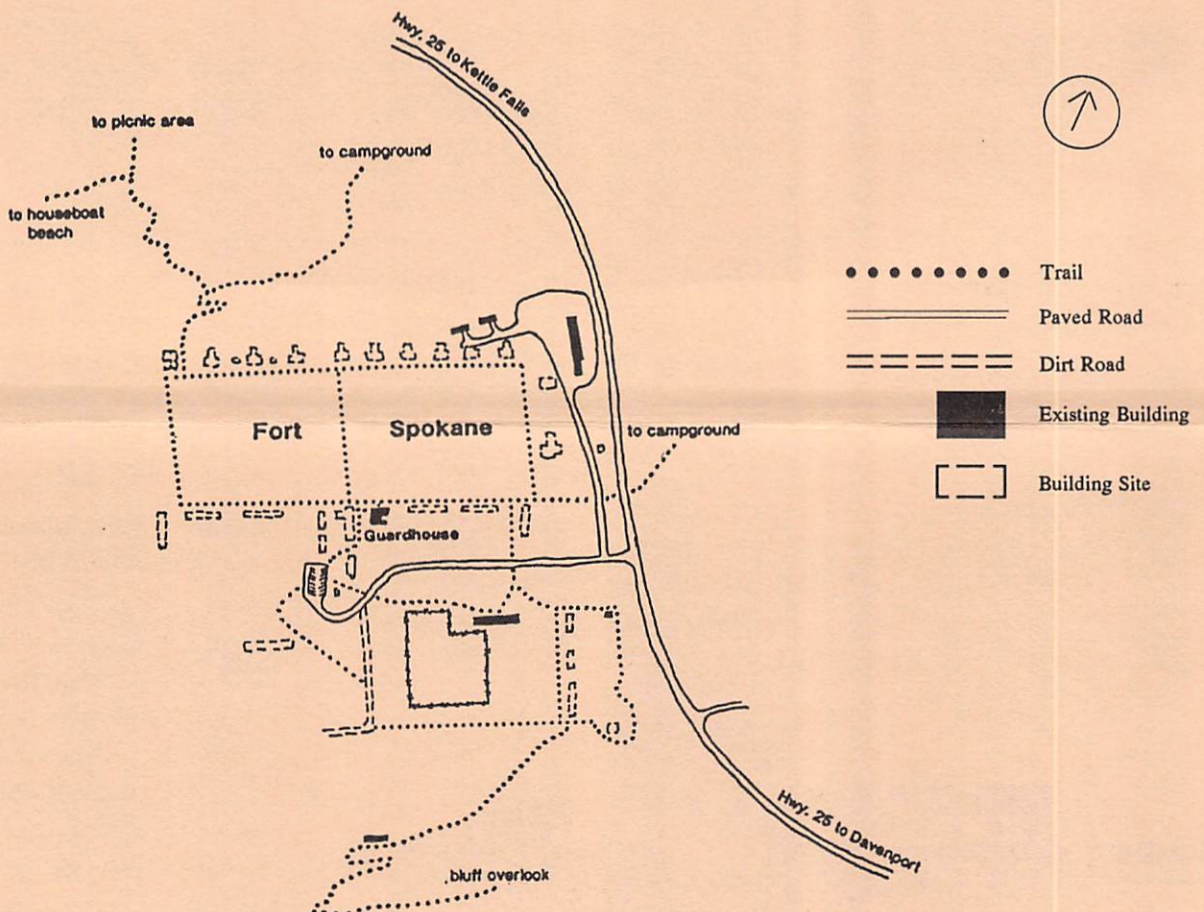 Hwy. 25 to Kettle Falls
to picnic area
to campground
to houseboat
beach
Trail
Paved Road
Dirt Road
Existing Building
Building Site
Fort Spokane
to campground
Guardhouse
Hwy. 25 to Davenport
bluff overlook